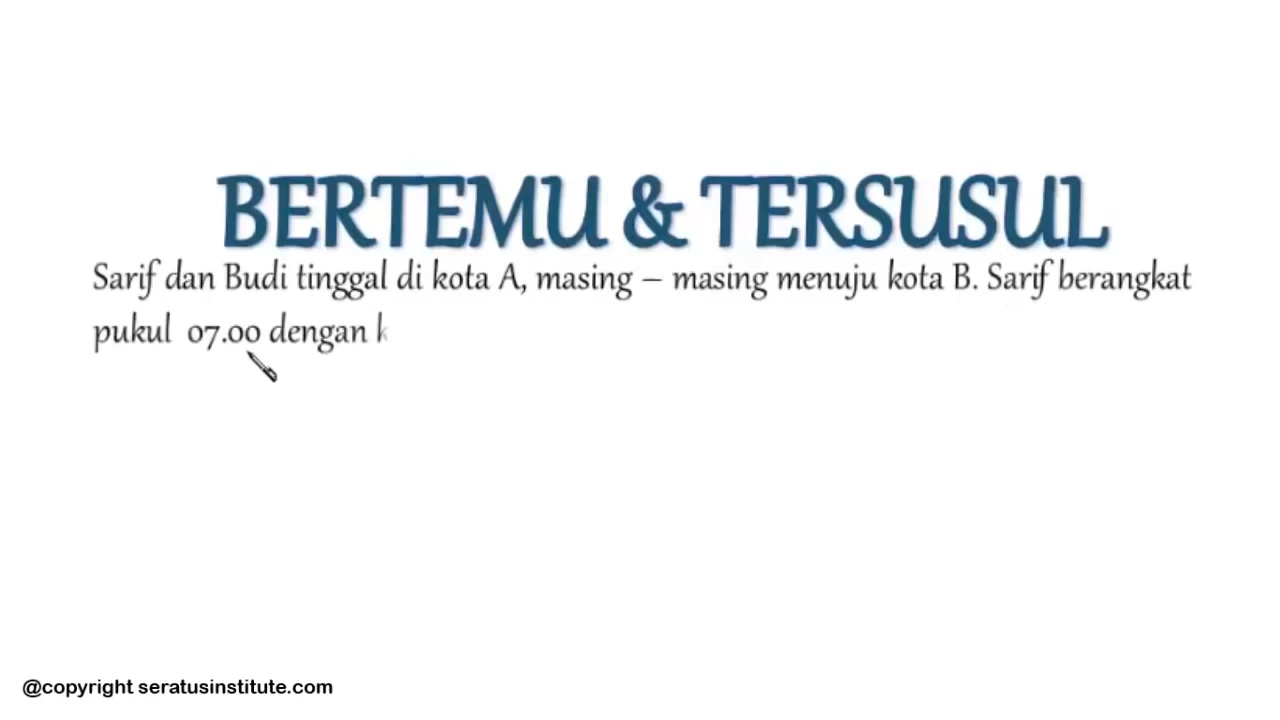 BERTEMU & TERSUSUL
Sarif dan Budi tinggal di kota A, masing – masing menuju kota B. Sarif berangkat
pukul 07.00 dengan k
@copyright seratusinstitute.com